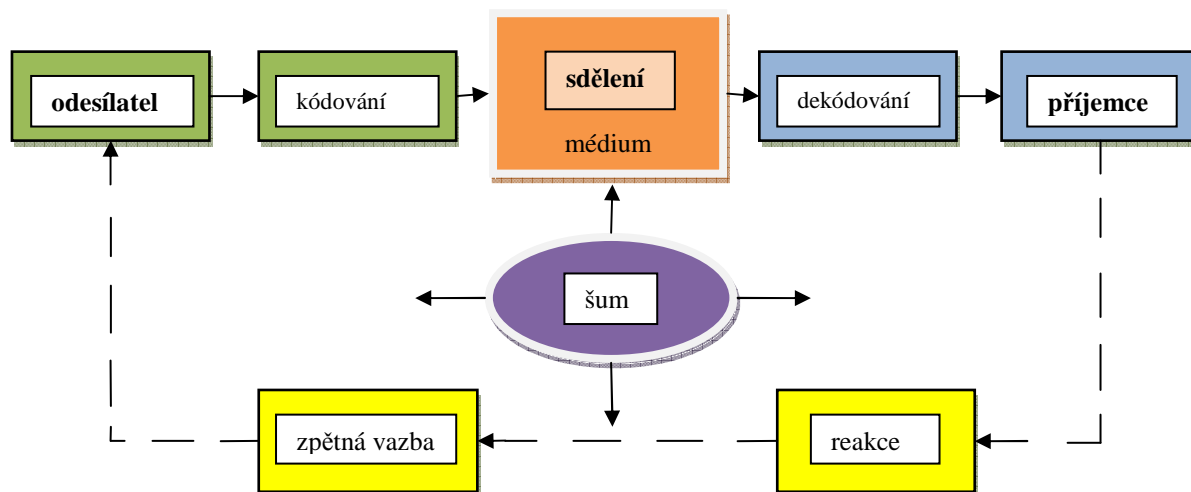 odesílatel
kódování
sdělení
médium
dekódování
příjemce
šum
zpětná vazba
reakce